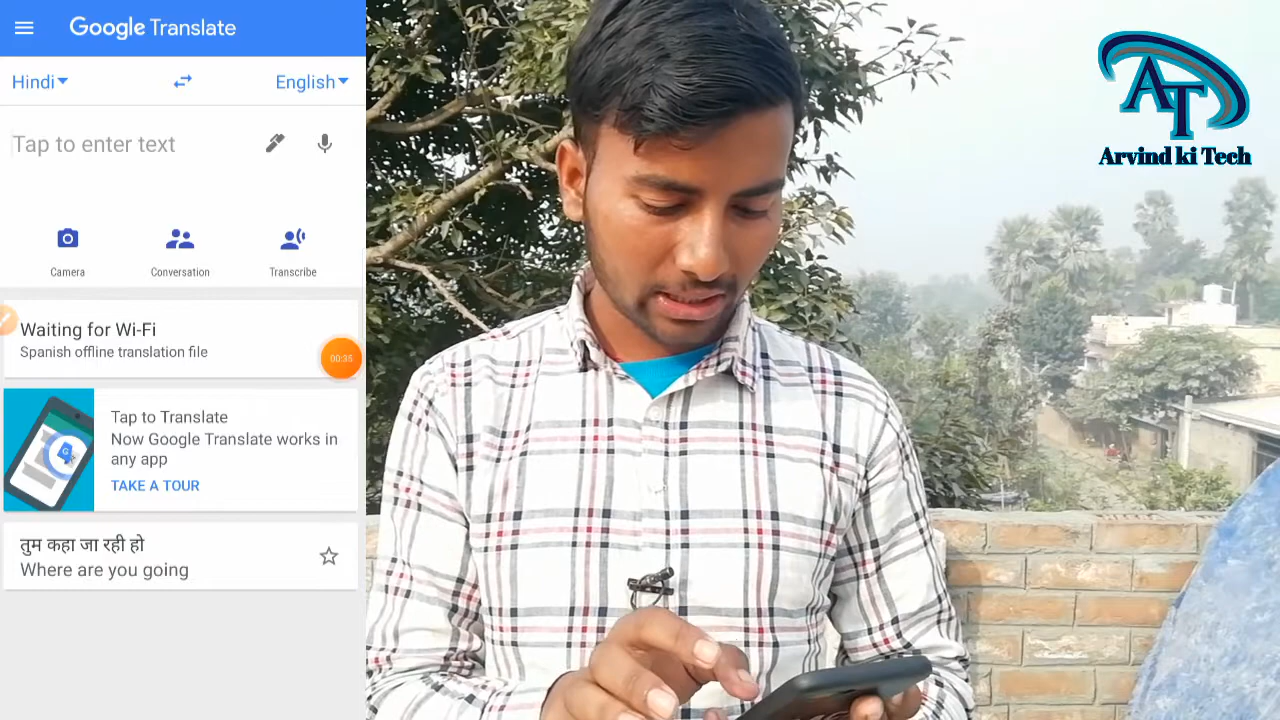 Google Translate
Hindi
English
Tap to enter text
Camera
Conversation
Transcribe
Waiting for Wi-Fi
Spanish offline translation file
00:35
Tap to Translate
Now Google Translate works in
any app
TAKE A TOUR
तुम कहा जा रही हो
Where are you going
AT
Arvind ki Tech